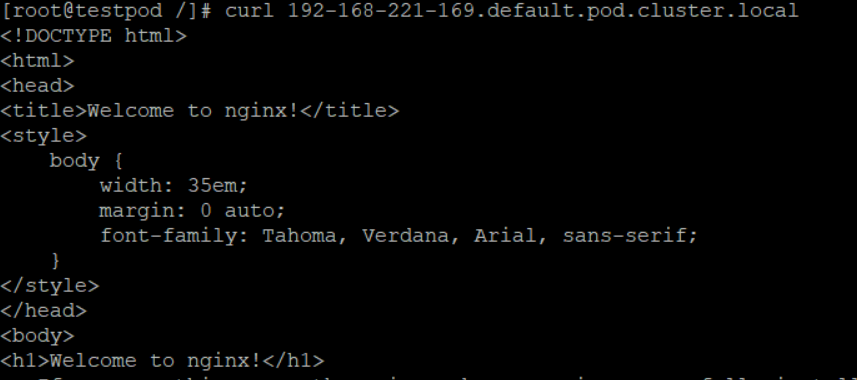 [root@testpod /]# curl 192-168-221-169.default.pod.cluster.local
<!DOCTYPE html>
<html>
<head>
<title>Welcome to nginx!</title>
<style>
    body {
        width: 35em;
        margin: 0 auto;
        font-family: Tahoma, Verdana, Arial, sans-serif;
    }
</style>
</head>
<body>
<h1>Welcome to nginx!</h1>